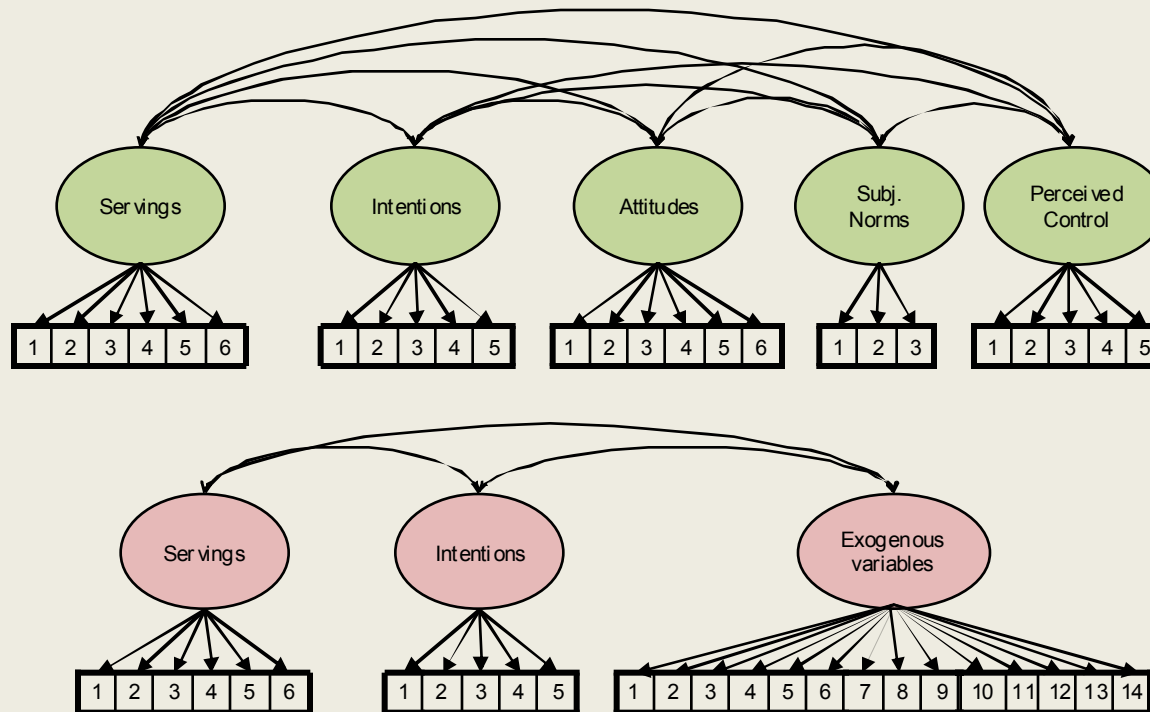 Servings
Intentions
Attitudes
Subj.
Norms
Perceived
Control
1 2 3 4 5 6
1 2 3 4 5
1 2 3 4 5 6
1 2 3
1 2 3 4 5
Servings
Intentions
Exogenous
variables
1 2 3 4 5 6
1 2 3 4 5
1 2 3 4 5 6 7 8 9 10 11 12 13 14